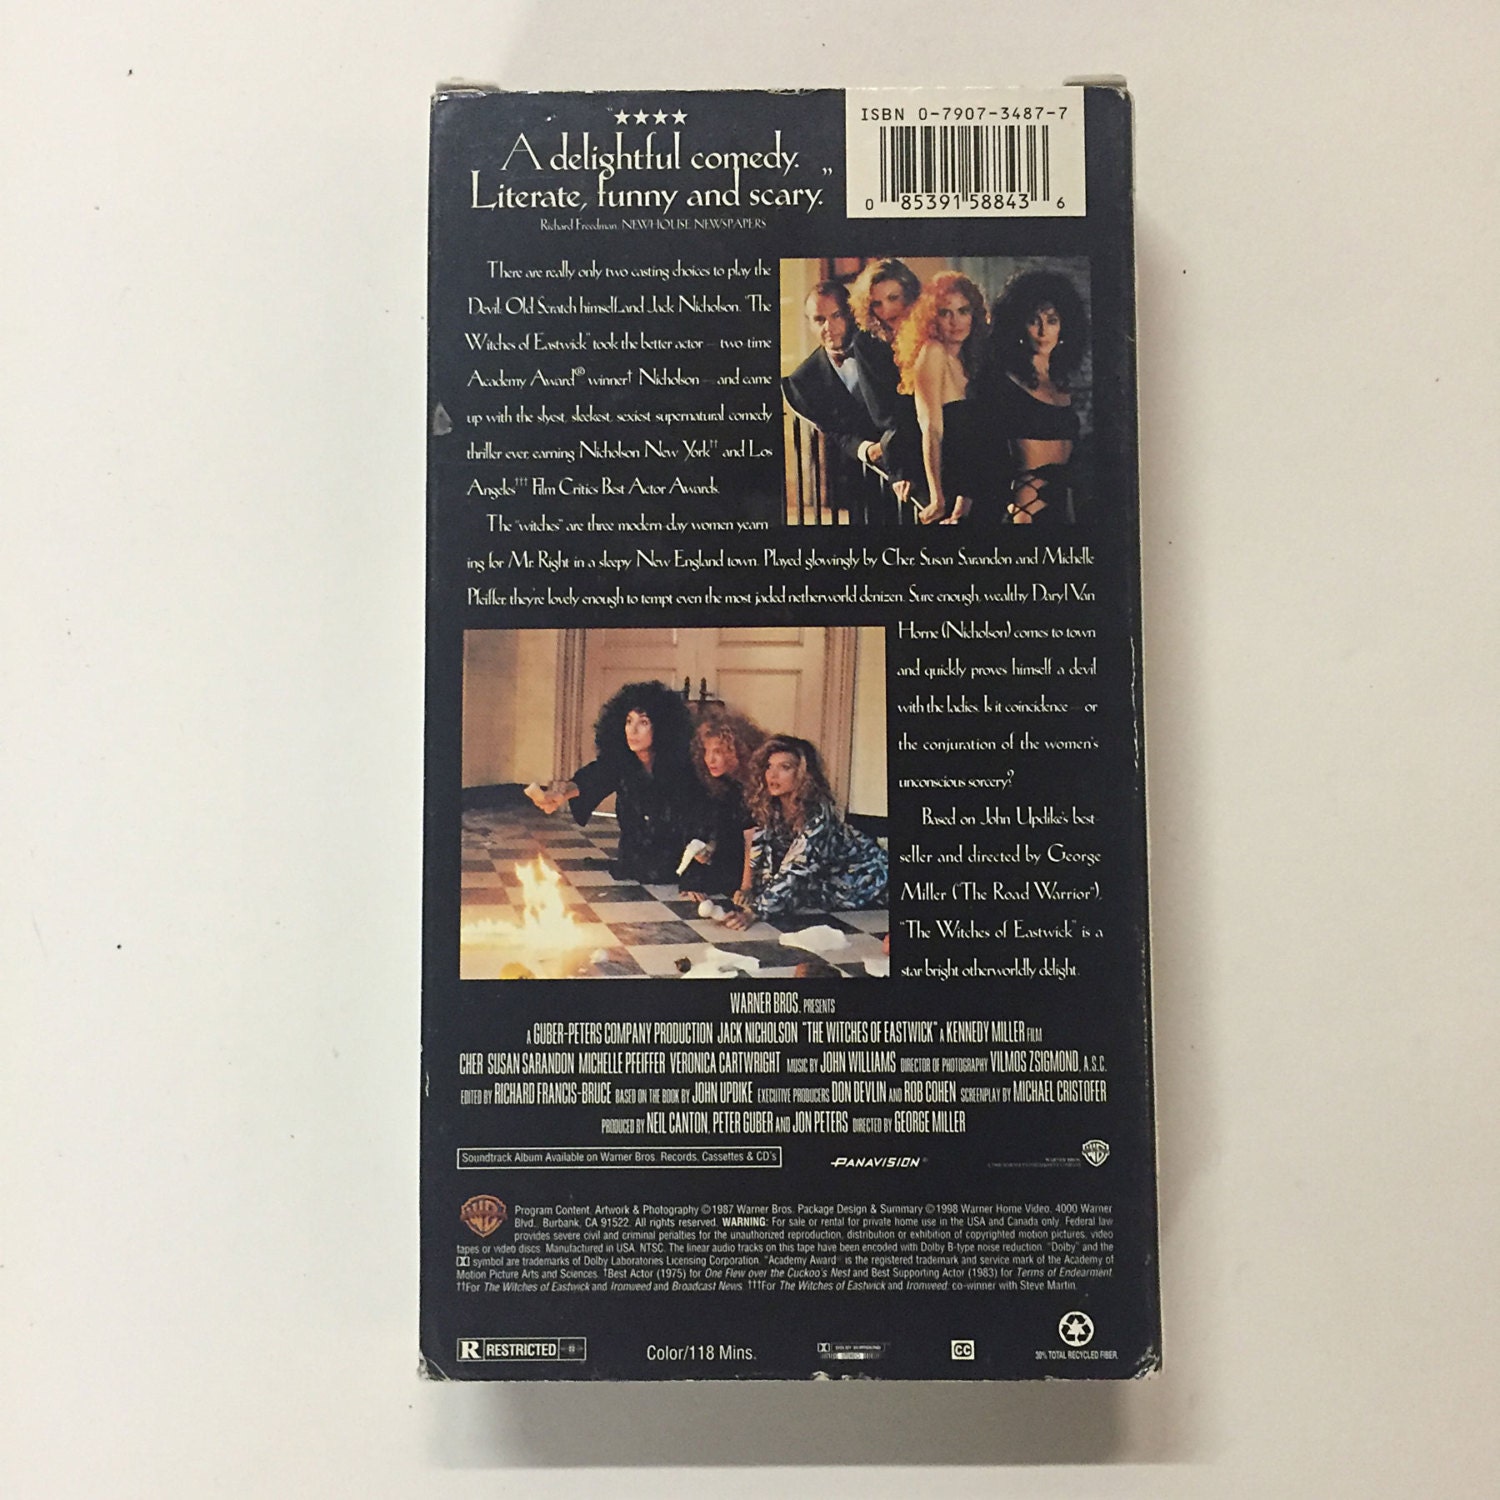 ★★★★
A delightful comedy.
Literate, funny and scary.”
Richard Freedman, NEWHOUSE NEWSPAPERS
ISBN 0-7907-3487-7
0 85391 58843 6
There are really only two casting choices to play the
Devil: Old Scratch himself...and Jack Nicholson. "The
Witches of Eastwick" took the better actor – two-time
Academy Award® winner† Nicholson – and came
up with the slyest, sleekest, sexiest supernatural comedy
thriller ever, earning Nicholson New York†† and Los
Angeles††† Film Critics Best Actor Awards.
The "witches" are three modern-day women yearn-
ing for Mr. Right in a sleepy New England town. Played glowingly by Cher, Susan Sarandon and Michelle
Pfeiffer, they're lovely enough to tempt even the most jaded netherworld denizen. Sure enough, wealthy Daryl Van
Horne (Nicholson) comes to town
and quickly proves himself a devil
with the ladies. Is it coincidence – or
the conjuration of the women's
unconscious sorcery?
Based on John Updike's best-
seller and directed by George
Miller ("The Road Warrior"),
"The Witches of Eastwick" is a
star bright otherworldly delight.
WARNER BROS. PRESENTS
A GUBER-PETERS COMPANY PRODUCTION JACK NICHOLSON "THE WITCHES OF EASTWICK" A KENNEDY MILLER FILM
CHER SUSAN SARANDON MICHELLE PFEIFFER VERONICA CARTWRIGHT MUSIC BY JOHN WILLIAMS DIRECTOR OF PHOTOGRAPHY VILMOS ZSIGMOND, A.S.C.
EDITED BY RICHARD FRANCIS-BRUCE BASED ON THE BOOK BY JOHN UPDIKE EXECUTIVE PRODUCERS DON DEVLIN AND ROB COHEN SCREENPLAY BY MICHAEL CRISTOFER
PRODUCED BY NEIL CANTON, PETER GUBER AND JON PETERS DIRECTED BY GEORGE MILLER
Soundtrack Album Available on Warner Bros. Records, Cassettes & CD's
PANAVISION®
Program Content, Artwork & Photography ©1987 Warner Bros. Package Design & Summary ©1998 Warner Home Video. 4000 Warner
Blvd., Burbank, CA 91522. All rights reserved. WARNING: For sale or rental for private home use in the USA and Canada only. Federal law
provides severe civil and criminal penalties for the unauthorized reproduction, distribution or exhibition of copyrighted motion pictures, video
tapes or video discs. Manufactured in USA. NTSC. The linear audio tracks on this tape have been encoded with Dolby B-type noise reduction. "Dolby" and the
symbol are trademarks of Dolby Laboratories Licensing Corporation. "Academy Award" is the registered trademark and service mark of the Academy of
Motion Picture Arts and Sciences. †Best Actor (1975) for One Flew over the Cuckoo's Nest and Best Supporting Actor (1983) for Terms of Endearment.
††For The Witches of Eastwick and Ironweed and Broadcast News. †††For The Witches of Eastwick and Ironweed; co-winner with Steve Martin.
R RESTRICTED
Color/118 Mins.
CC
30% TOTAL RECYCLED FIBER